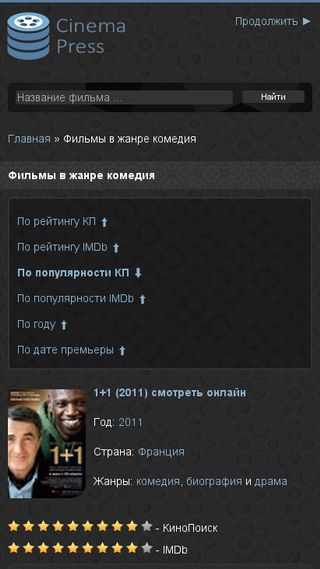 Cinema
Press
Продолжить ►
Название фильма ...
Найти
Главная » Фильмы в жанре комедия
Фильмы в жанре комедия
По рейтингу КП ⬆
По рейтингу IMDb ⬆
По популярности КП ⬇
По популярности IMDb ⬆
По году ⬆
По дате премьеры ⬆
1+1
1+1 (2011) смотреть онлайн
Год: 2011
Страна: Франция
Жанры: комедия, биография и драма
- КиноПоиск
- IMDb